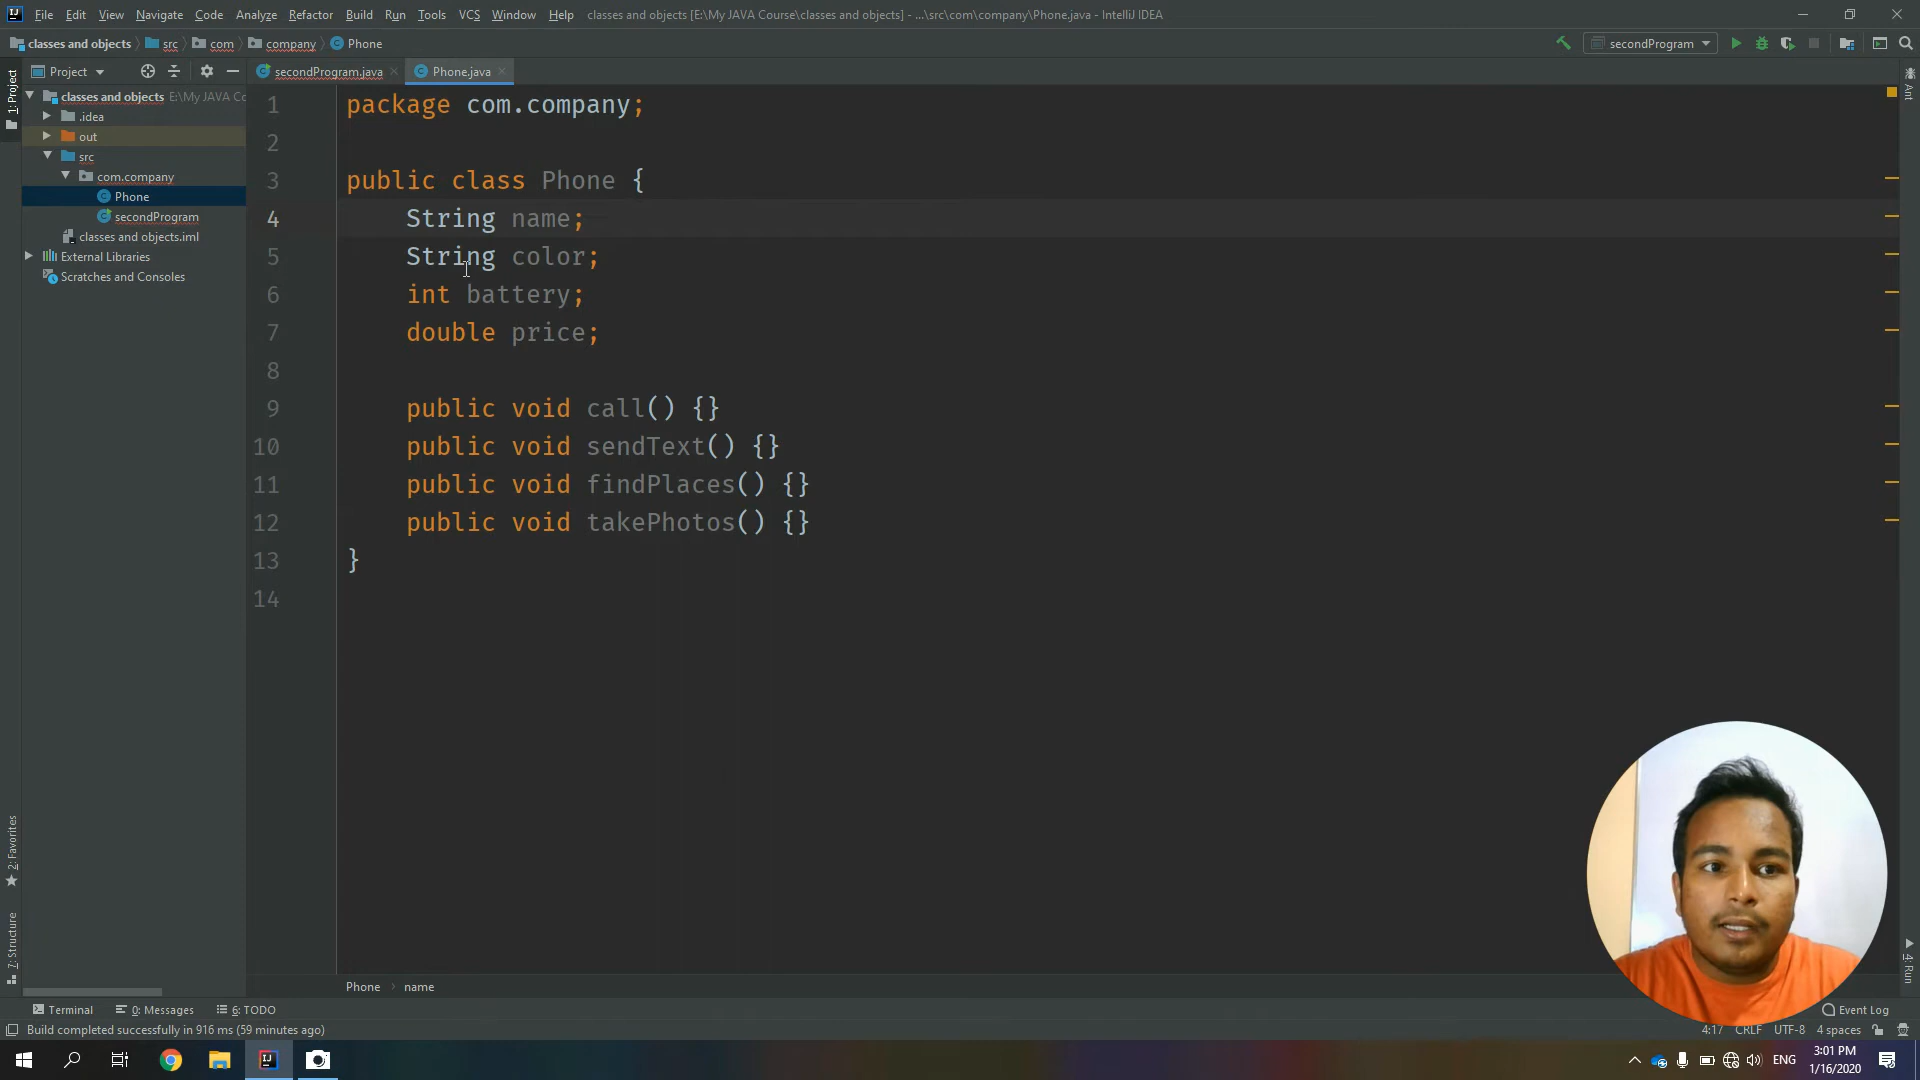 File Edit View Navigate Code Analyze Refactor Build Run Tools VCS Window Help classes and objects [E:\My JAVA Course\classes and objects] - ...\src\com\company\Phone.java - IntelliJ IDEA
classes and objects src com company Phone
secondProgram
Project
secondProgram.java
Phone.java
1: Project
classes and objects E:\My JAVA Co
.idea
out
src
com.company
Phone
secondProgram
classes and objects.iml
External Libraries
Scratches and Consoles
Ant
1 package com.company;
2
3 public class Phone {
4 String name;
5 String color;
6 int battery;
7 double price;
8
9 public void call() {}
10 public void sendText() {}
11 public void findPlaces() {}
12 public void takePhotos() {}
13 }
14
2: Favorites
7: Structure
4: Run
Phone name
Terminal 0: Messages 6: TODO
Event Log
Build completed successfully in 916 ms (59 minutes ago)
4:17 CRLF UTF-8 4 spaces
ENG
3:01 PM
1/16/2020